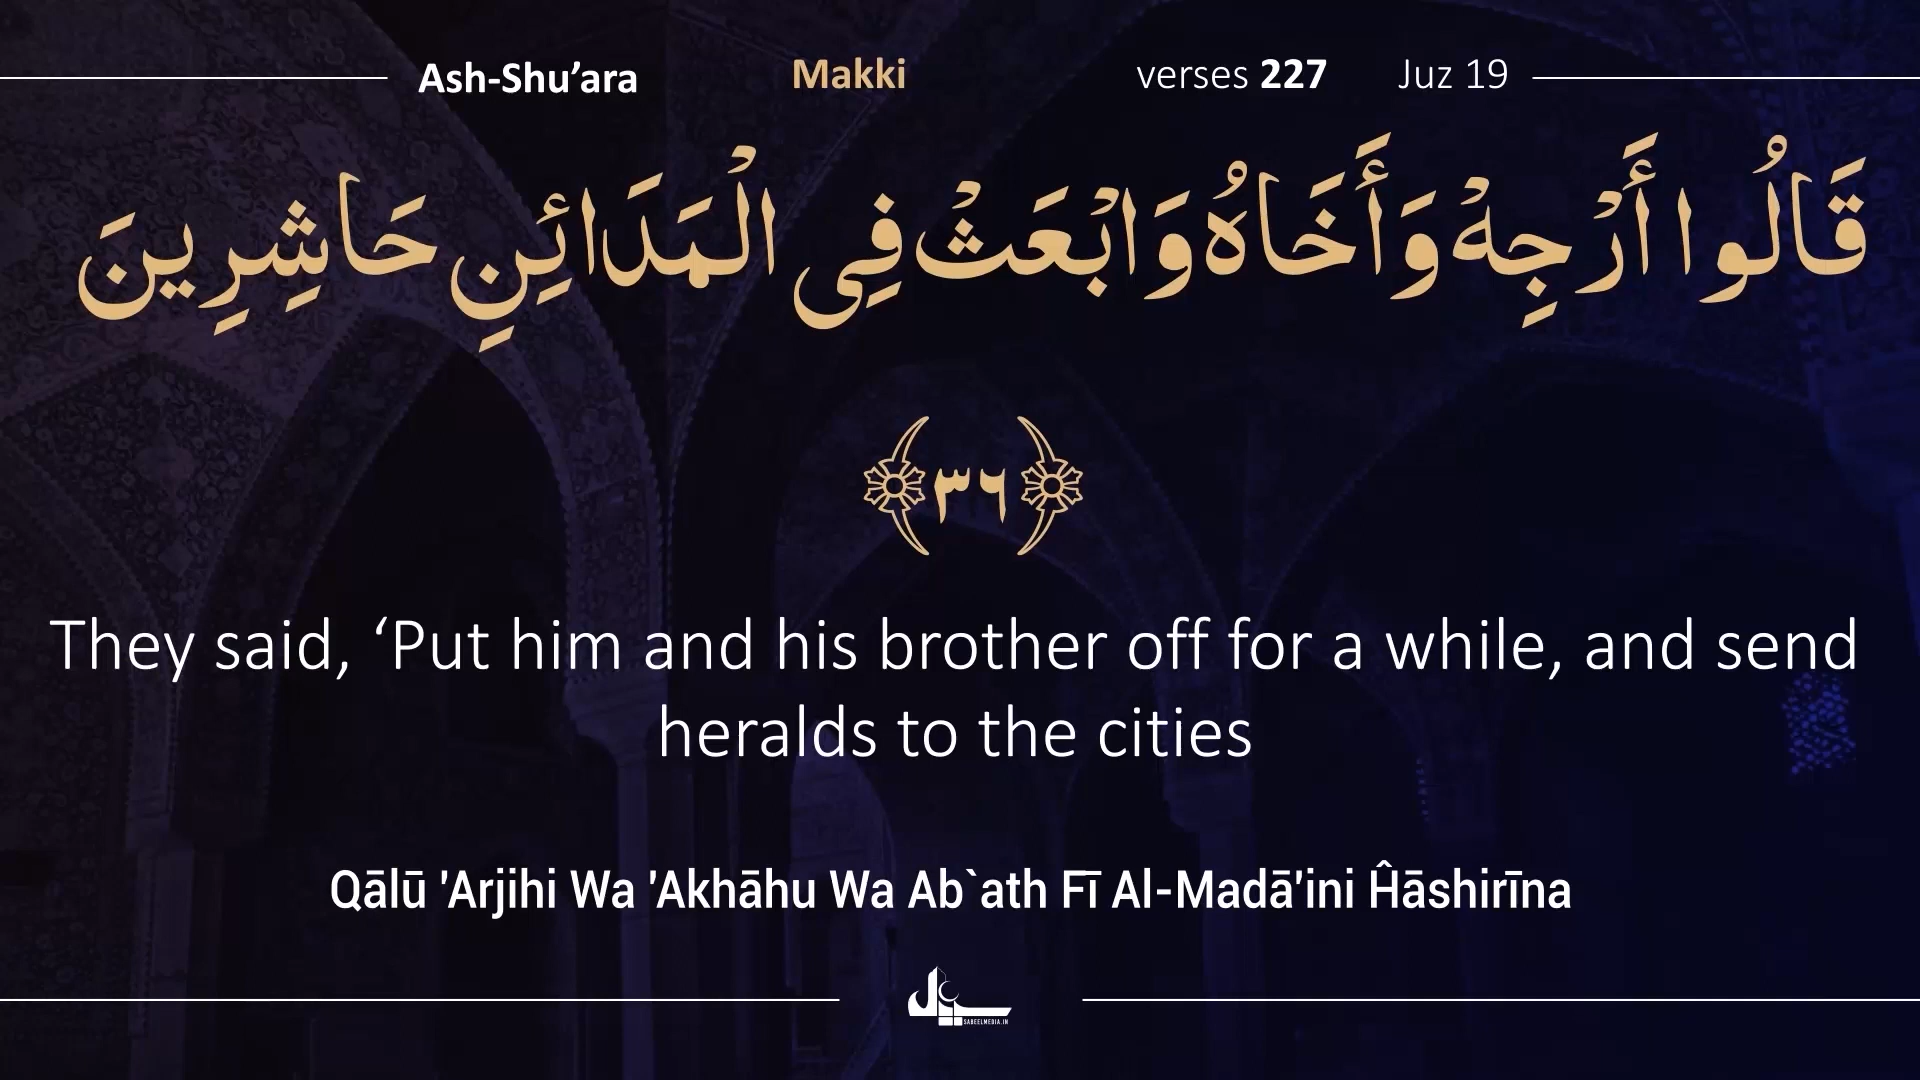 Ash-Shu’ara Makki verses 227 Juz 19
قَالُوا أَرْجِهْ وَأَخَاهُ وَابْعَثْ فِي الْمَدَائِنِ حَاشِرِينَ
﴿٣٦﴾
They said, ‘Put him and his brother off for a while, and send
heralds to the cities
Qālū 'Arjihi Wa 'Akhāhu Wa Ab`ath Fī Al-Madā'ini Ĥāshirīna
SABEELMEDIA.IN